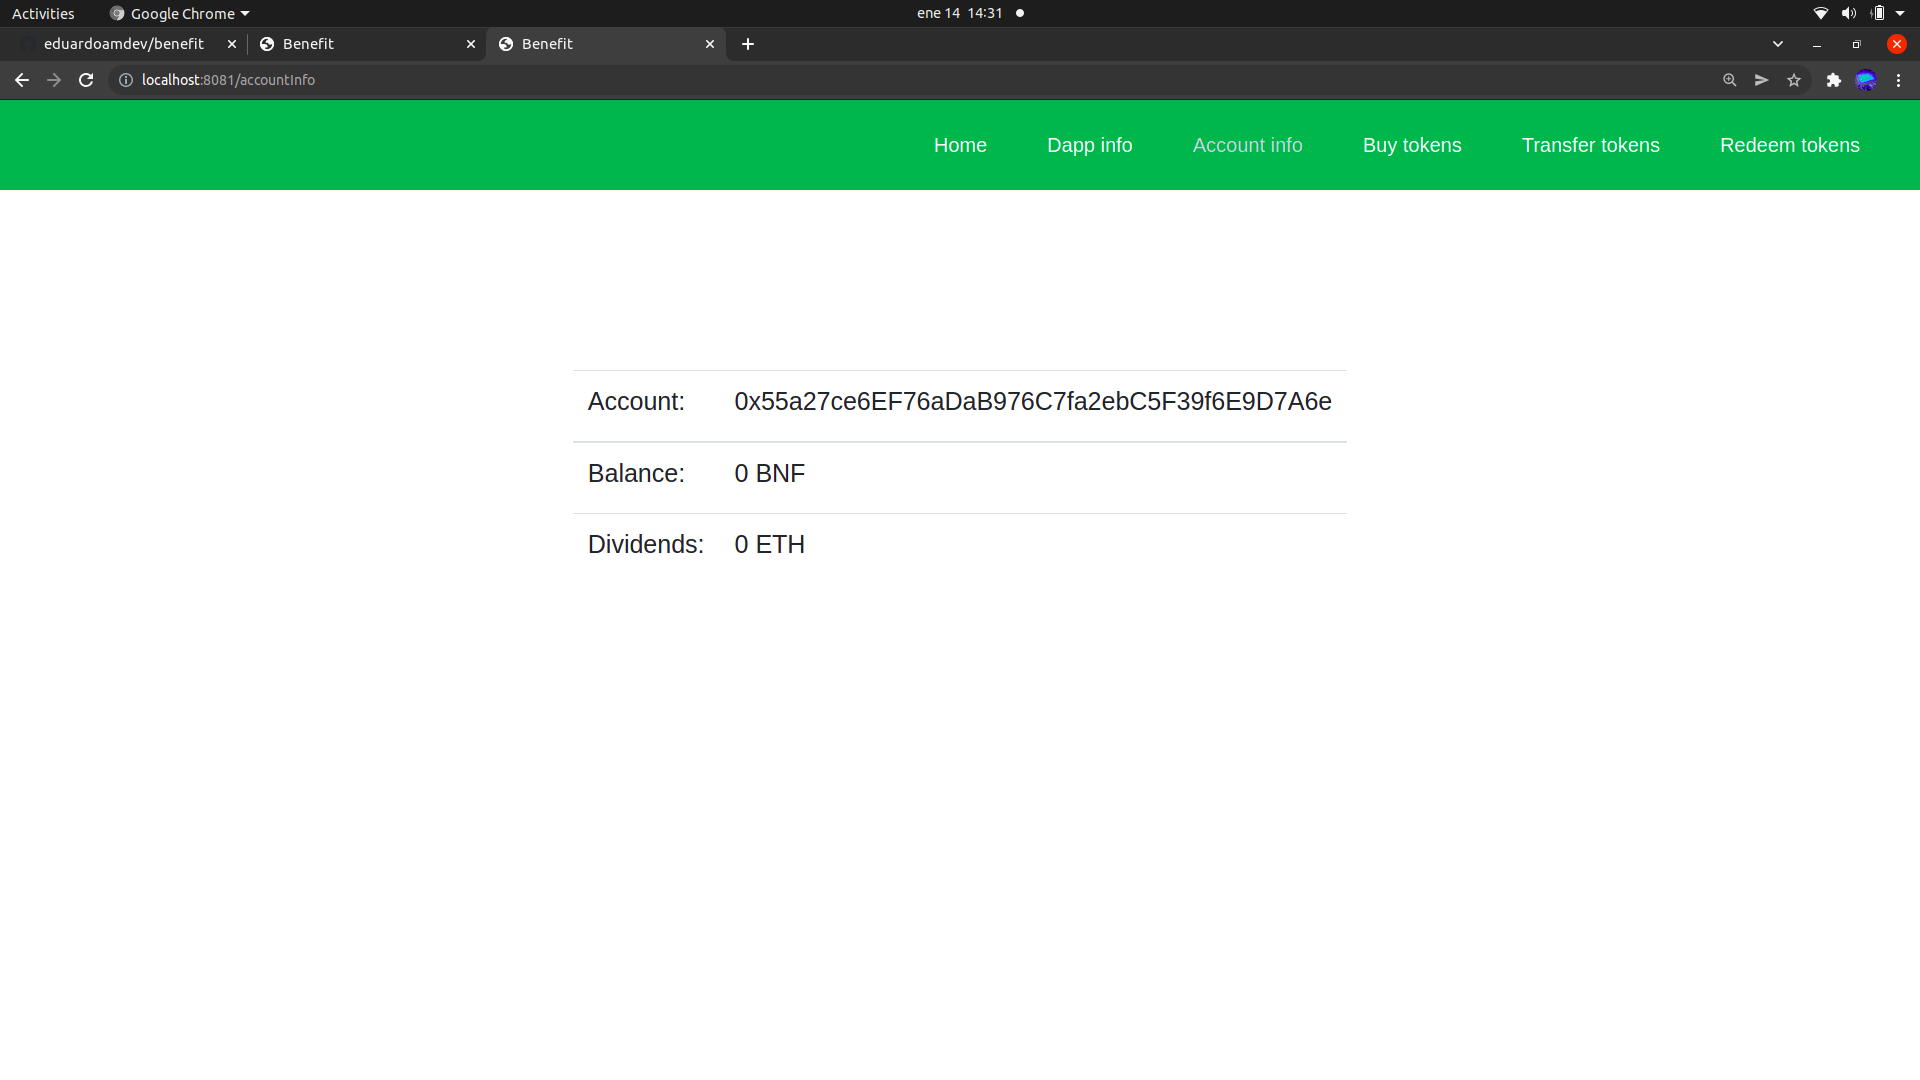 Activities Google Chrome ene 14 14:31
eduardoamdev/benefit Benefit Benefit
localhost:8081/accountInfo
Home Dapp info Account info Buy tokens Transfer tokens Redeem tokens
Account: 0x55a27ce6EF76aDaB976C7fa2ebC5F39f6E9D7A6e
Balance: 0 BNF
Dividends: 0 ETH